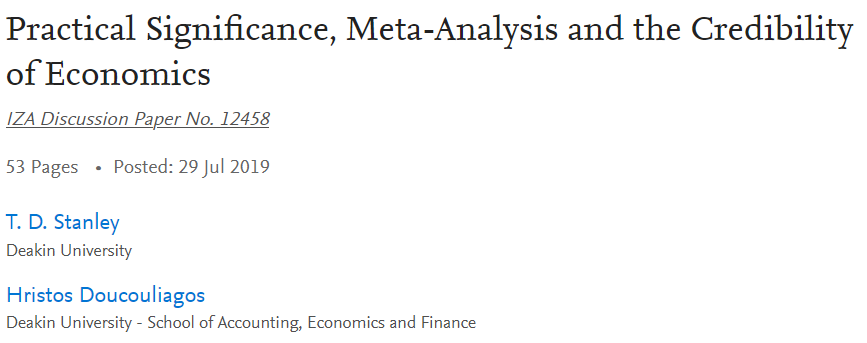 Practical Significance, Meta-Analysis and the Credibility
of Economics
IZA Discussion Paper No. 12458
53 Pages • Posted: 29 Jul 2019
T. D. Stanley
Deakin University
Hristos Doucouliagos
Deakin University - School of Accounting, Economics and Finance